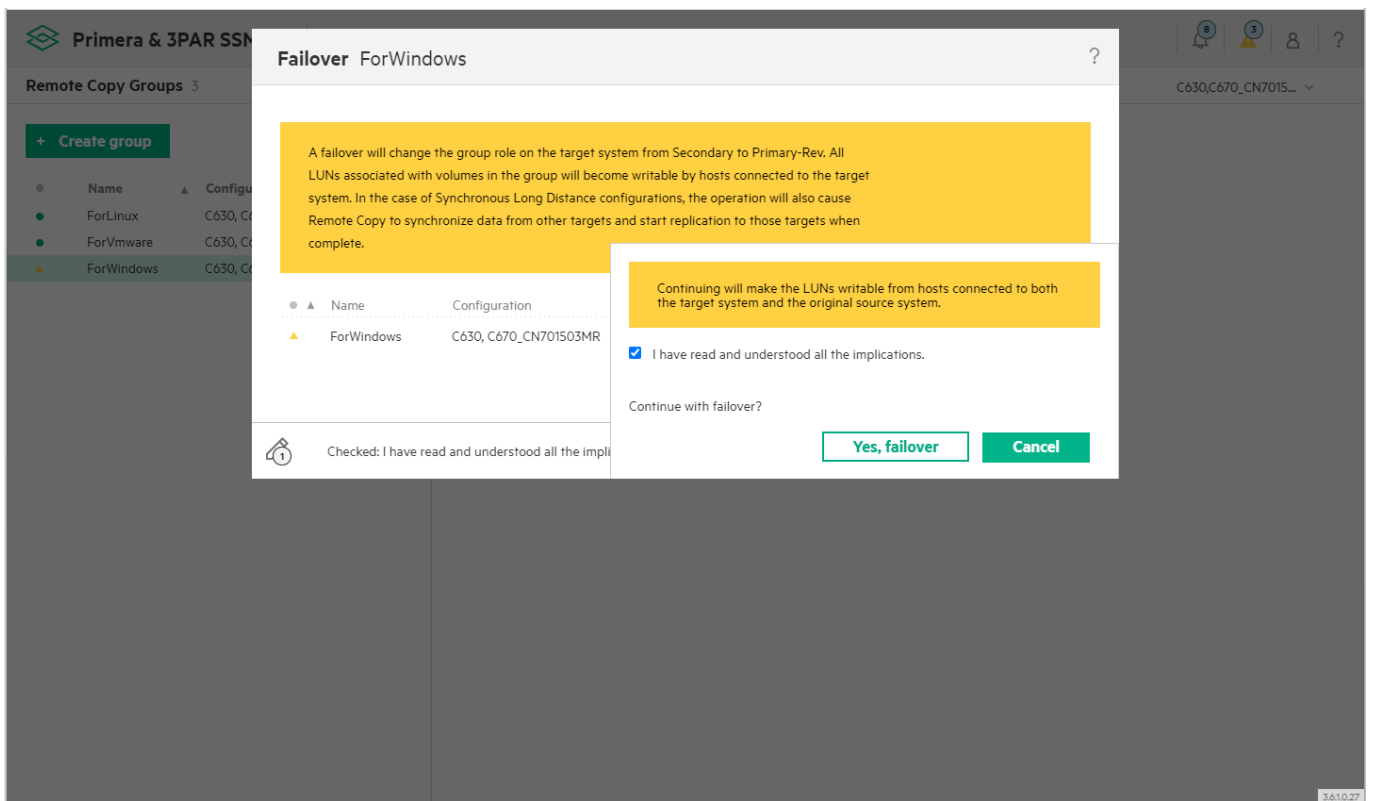 Primera & 3PAR SSM
8
3
?
Remote Copy Groups 3
C630,C670_CN7015...
+ Create group
Name Configu
ForLinux C630, C
ForVmware C630, C
ForWindows C630, C
Failover ForWindows
?
A failover will change the group role on the target system from Secondary to Primary-Rev. All
LUNs associated with volumes in the group will become writable by hosts connected to the target
system. In the case of Synchronous Long Distance configurations, the operation will also cause
Remote Copy to synchronize data from other targets and start replication to those targets when
complete.
Name Configuration
ForWindows C630, C670_CN701503MR
1
Checked: I have read and understood all the impli
Continuing will make the LUNs writable from hosts connected to both
the target system and the original source system.
I have read and understood all the implications.
Continue with failover?
Yes, failover
Cancel
3.6.1.0.27